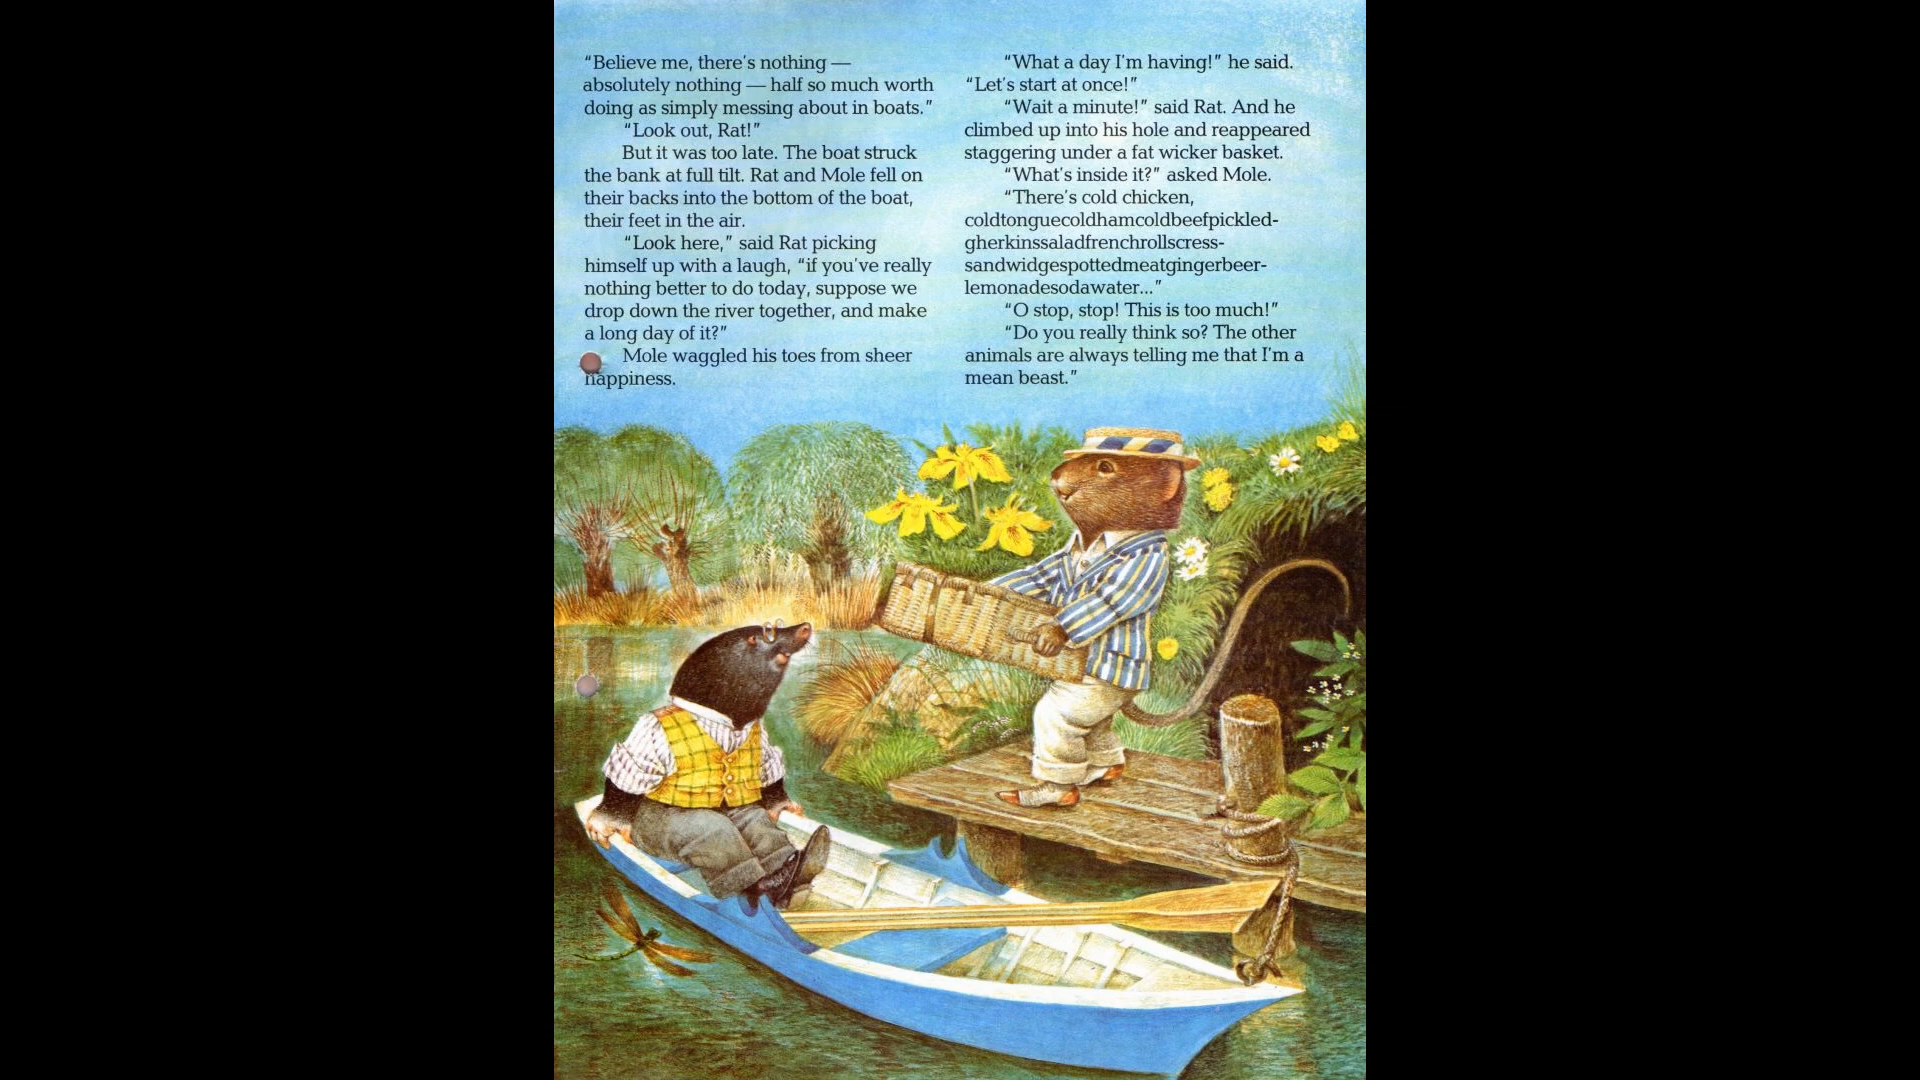 “Believe me, there’s nothing —
absolutely nothing — half so much worth
doing as simply messing about in boats.”
“Look out, Rat!”
But it was too late. The boat struck
the bank at full tilt. Rat and Mole fell on
their backs into the bottom of the boat,
their feet in the air.
“Look here,” said Rat picking
himself up with a laugh, “if you’ve really
nothing better to do today, suppose we
drop down the river together, and make
a long day of it?”
Mole waggled his toes from sheer
happiness.
“What a day I’m having!” he said.
“Let’s start at once!”
“Wait a minute!” said Rat. And he
climbed up into his hole and reappeared
staggering under a fat wicker basket.
“What’s inside it?” asked Mole.
“There’s cold chicken,
coldtonguecoldhamcoldbeefpickled-
gherkinssaladfrenchrollscress-
sandwidgespottedmeatgingerbeer-
lemonadesodawater...”
“O stop, stop! This is too much!”
“Do you really think so? The other
animals are always telling me that I’m a
mean beast.”